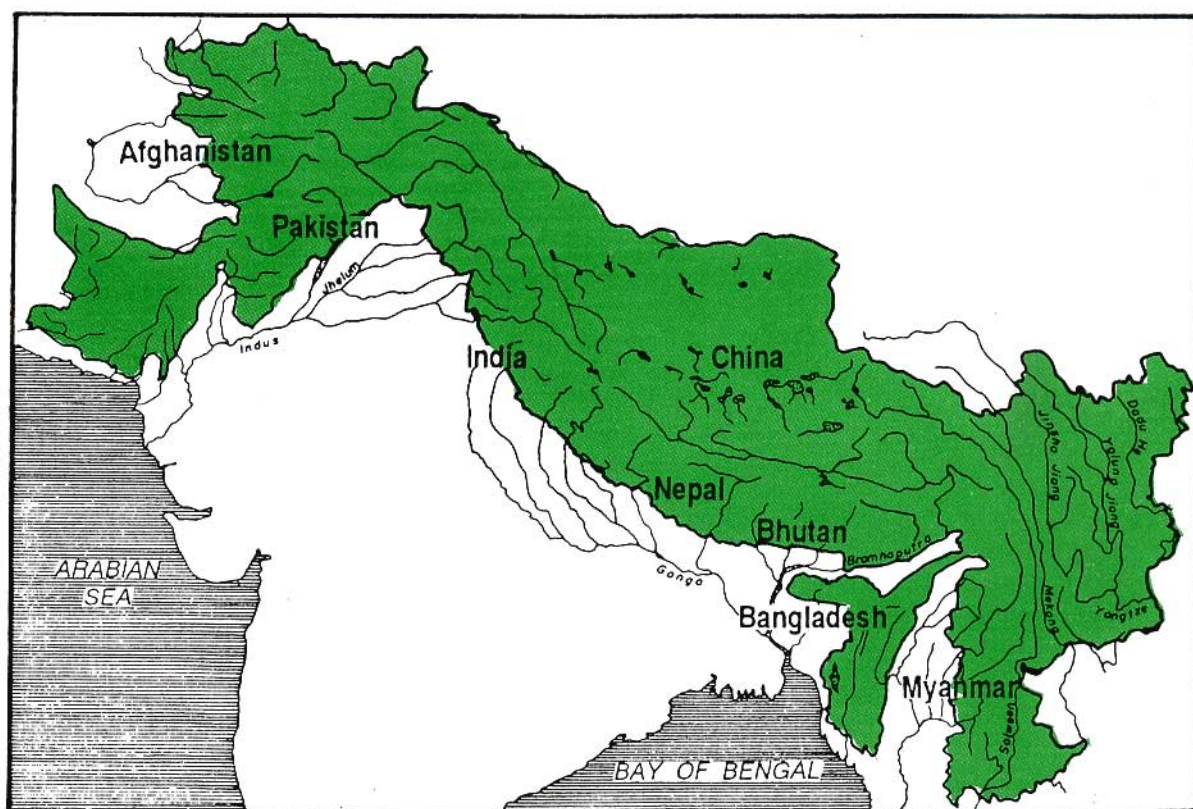 Afghanistan
Pakistan
Jhelum
Indus
India
China
Jinsha Jiang
Yalung Jiang
Dadu He
Nepal
Bhutan
Bramhaputra
Ganga
ARABIAN
SEA
Bangladesh
Mekong
Yangtze
Myanmar
Salween
BAY OF BENGAL